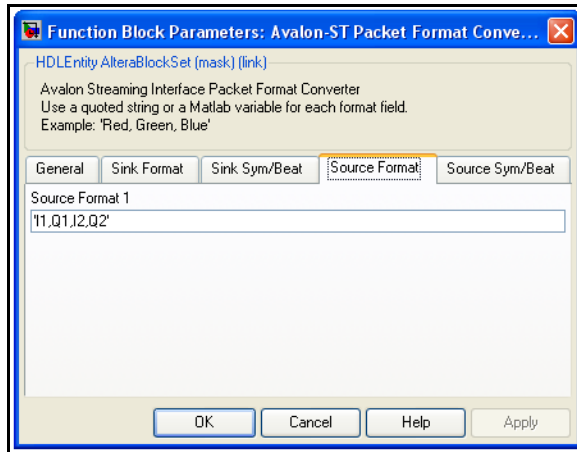 Function Block Parameters: Avalon-ST Packet Format Conve...
HDLEntity AlteraBlockSet (mask) (link)
Avalon Streaming Interface Packet Format Converter
Use a quoted string or a Matlab variable for each format field.
Example: 'Red, Green, Blue'
General Sink Format Sink Sym/Beat Source Format Source Sym/Beat
Source Format 1
'I1,Q1,I2,Q2'
OK Cancel Help Apply